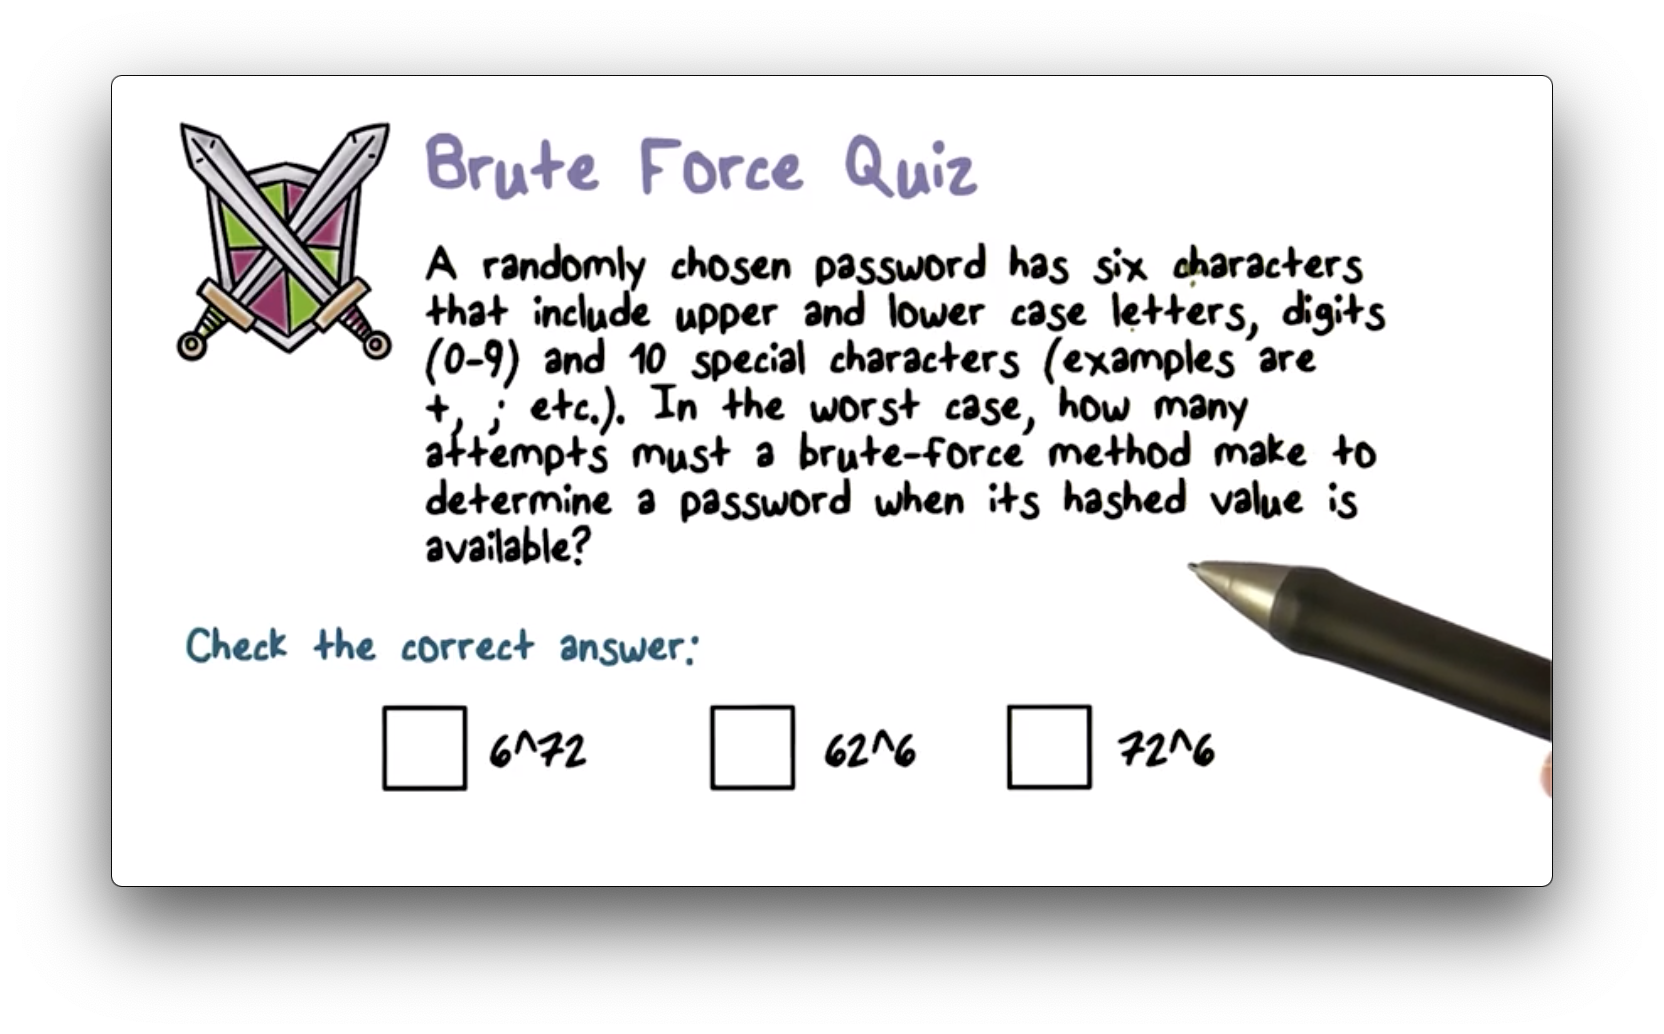 Brute Force Quiz
A randomly chosen password has six characters
that include upper and lower case letters, digits
(0-9) and 10 special characters (examples are
+, ; etc.). In the worst case, how many
attempts must a brute-force method make to
determine a password when its hashed value is
available?
Check the correct answer:
6^72 62^6 72^6